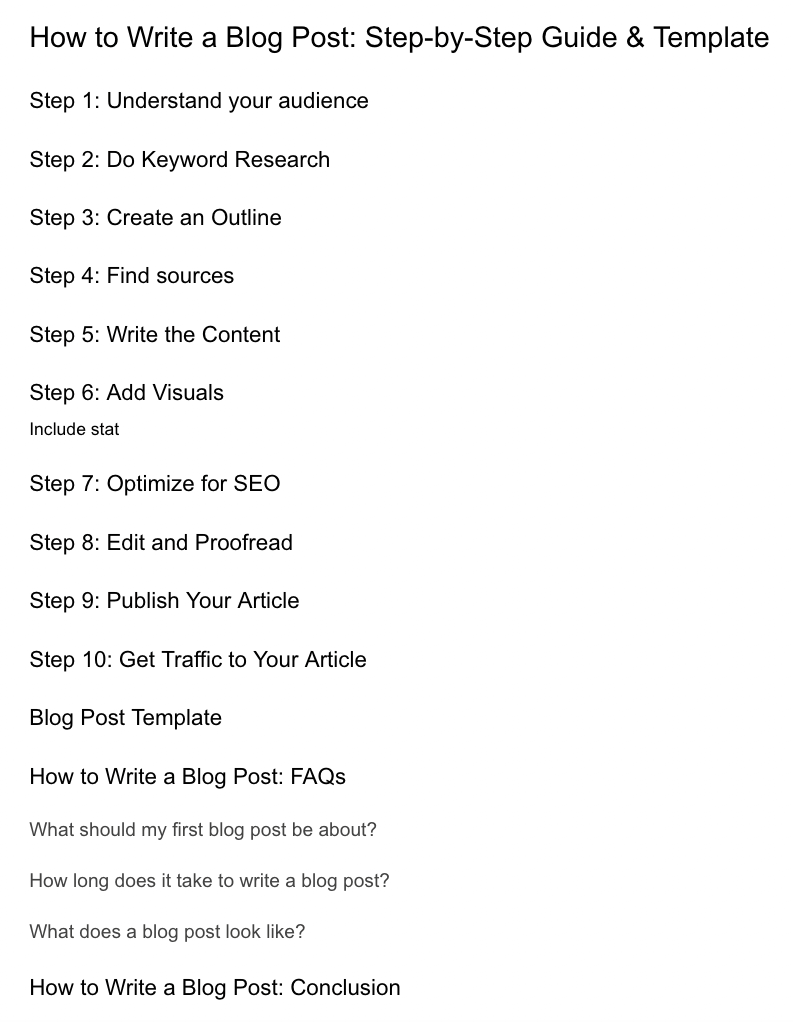 How to Write a Blog Post: Step-by-Step Guide & Template
Step 1: Understand your audience
Step 2: Do Keyword Research
Step 3: Create an Outline
Step 4: Find sources
Step 5: Write the Content
Step 6: Add Visuals
Include stat
Step 7: Optimize for SEO
Step 8: Edit and Proofread
Step 9: Publish Your Article
Step 10: Get Traffic to Your Article
Blog Post Template
How to Write a Blog Post: FAQs
What should my first blog post be about?
How long does it take to write a blog post?
What does a blog post look like?
How to Write a Blog Post: Conclusion